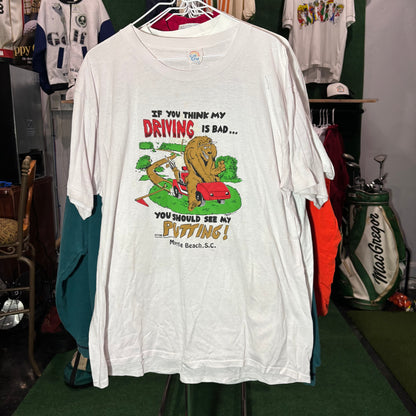 IF YOU THINK MY
DRIVING IS BAD...
YOU SHOULD SEE MY
PUTTING!
Myrtle Beach, S.C.
MacGregor